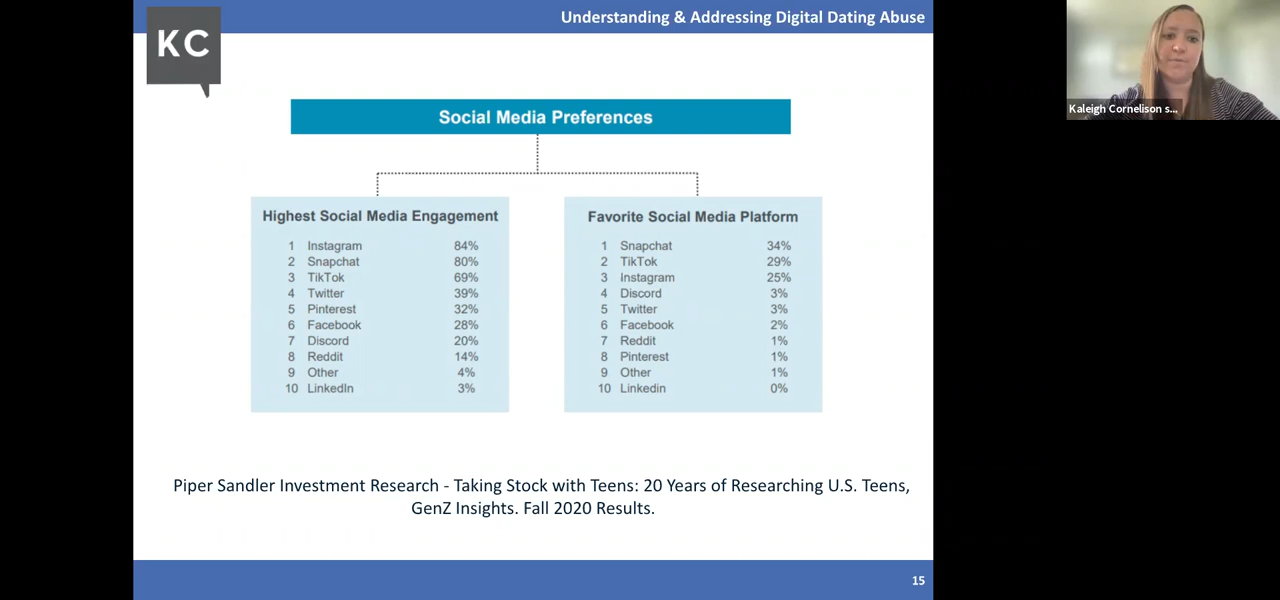 Understanding & Addressing Digital Dating Abuse
KC
Kaleigh Cornelison s...
Social Media Preferences
Highest Social Media Engagement
1 Instagram 84%
2 Snapchat 80%
3 TikTok 69%
4 Twitter 39%
5 Pinterest 32%
6 Facebook 28%
7 Discord 20%
8 Reddit 14%
9 Other 4%
10 LinkedIn 3%
Favorite Social Media Platform
1 Snapchat 34%
2 TikTok 29%
3 Instagram 25%
4 Discord 3%
5 Twitter 3%
6 Facebook 2%
7 Reddit 1%
8 Pinterest 1%
9 Other 1%
10 Linkedin 0%
Piper Sandler Investment Research - Taking Stock with Teens: 20 Years of Researching U.S. Teens,
GenZ Insights. Fall 2020 Results.
15